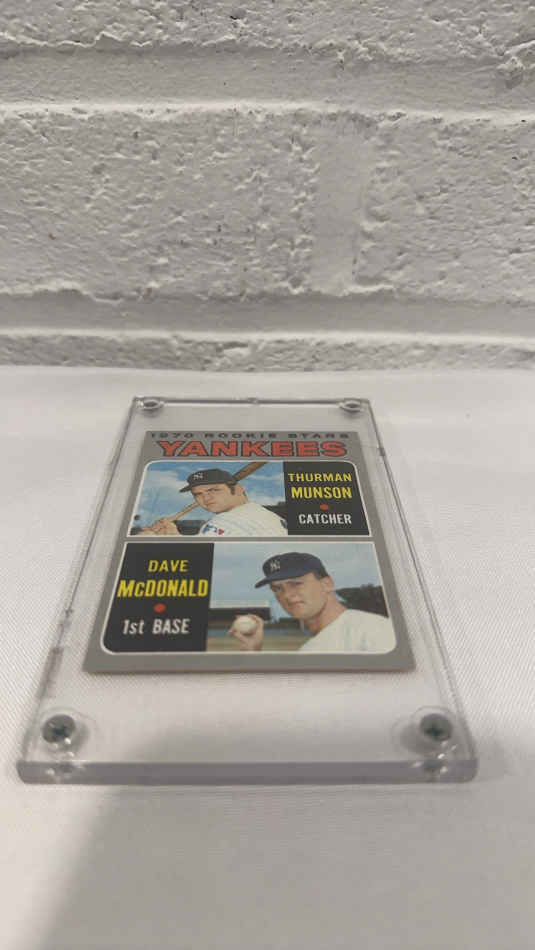 1970 ROOKIE STARS
YANKEES
THURMAN
MUNSON
CATCHER
DAVE
McDONALD
1st BASE